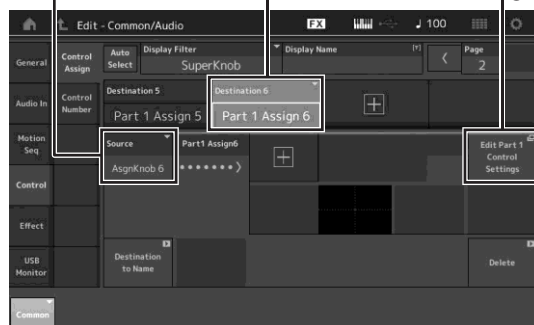 Edit - Common/Audio
FX
♩ 100
General
Control
Assign
Auto
Select
Display Filter
SuperKnob
Display Name
Page
2
Audio In
Control
Number
Destination 5
Part 1 Assign 5
Destination 6
Part 1 Assign 6
Motion
Seq
Source
AsgnKnob 6
Part1 Assign6
Edit Part 1
Control
Settings
Control
Effect
USB
Monitor
Destination
to Name
Delete
Common